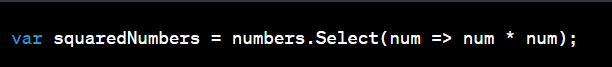 var squaredNumbers = numbers.Select(num => num * num);